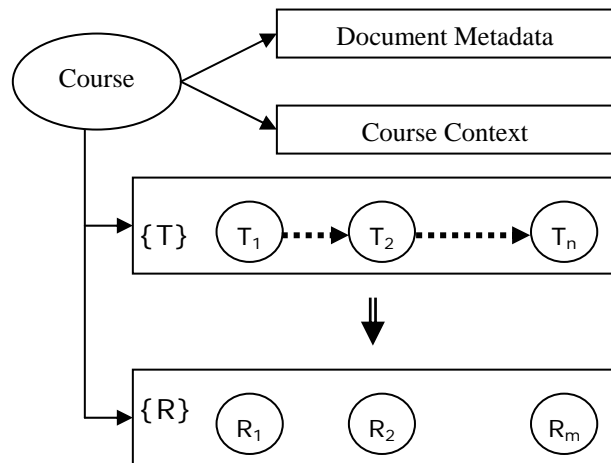 Document Metadata
Course
Course Context
{T} T₁ T₂ Tₙ
{R} R₁ R₂ Rₘ